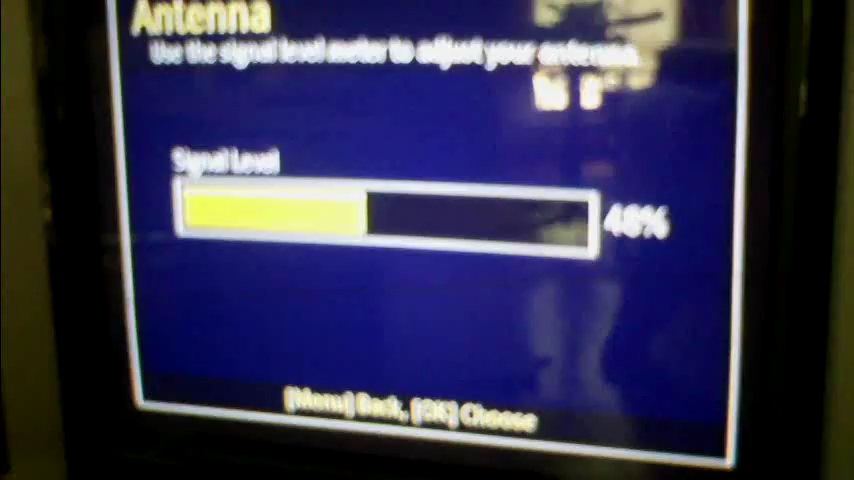 Antenna
Use the signal level meter to adjust your antenna.
Signal Level
48%
[Menu] Back, [OK] Choose